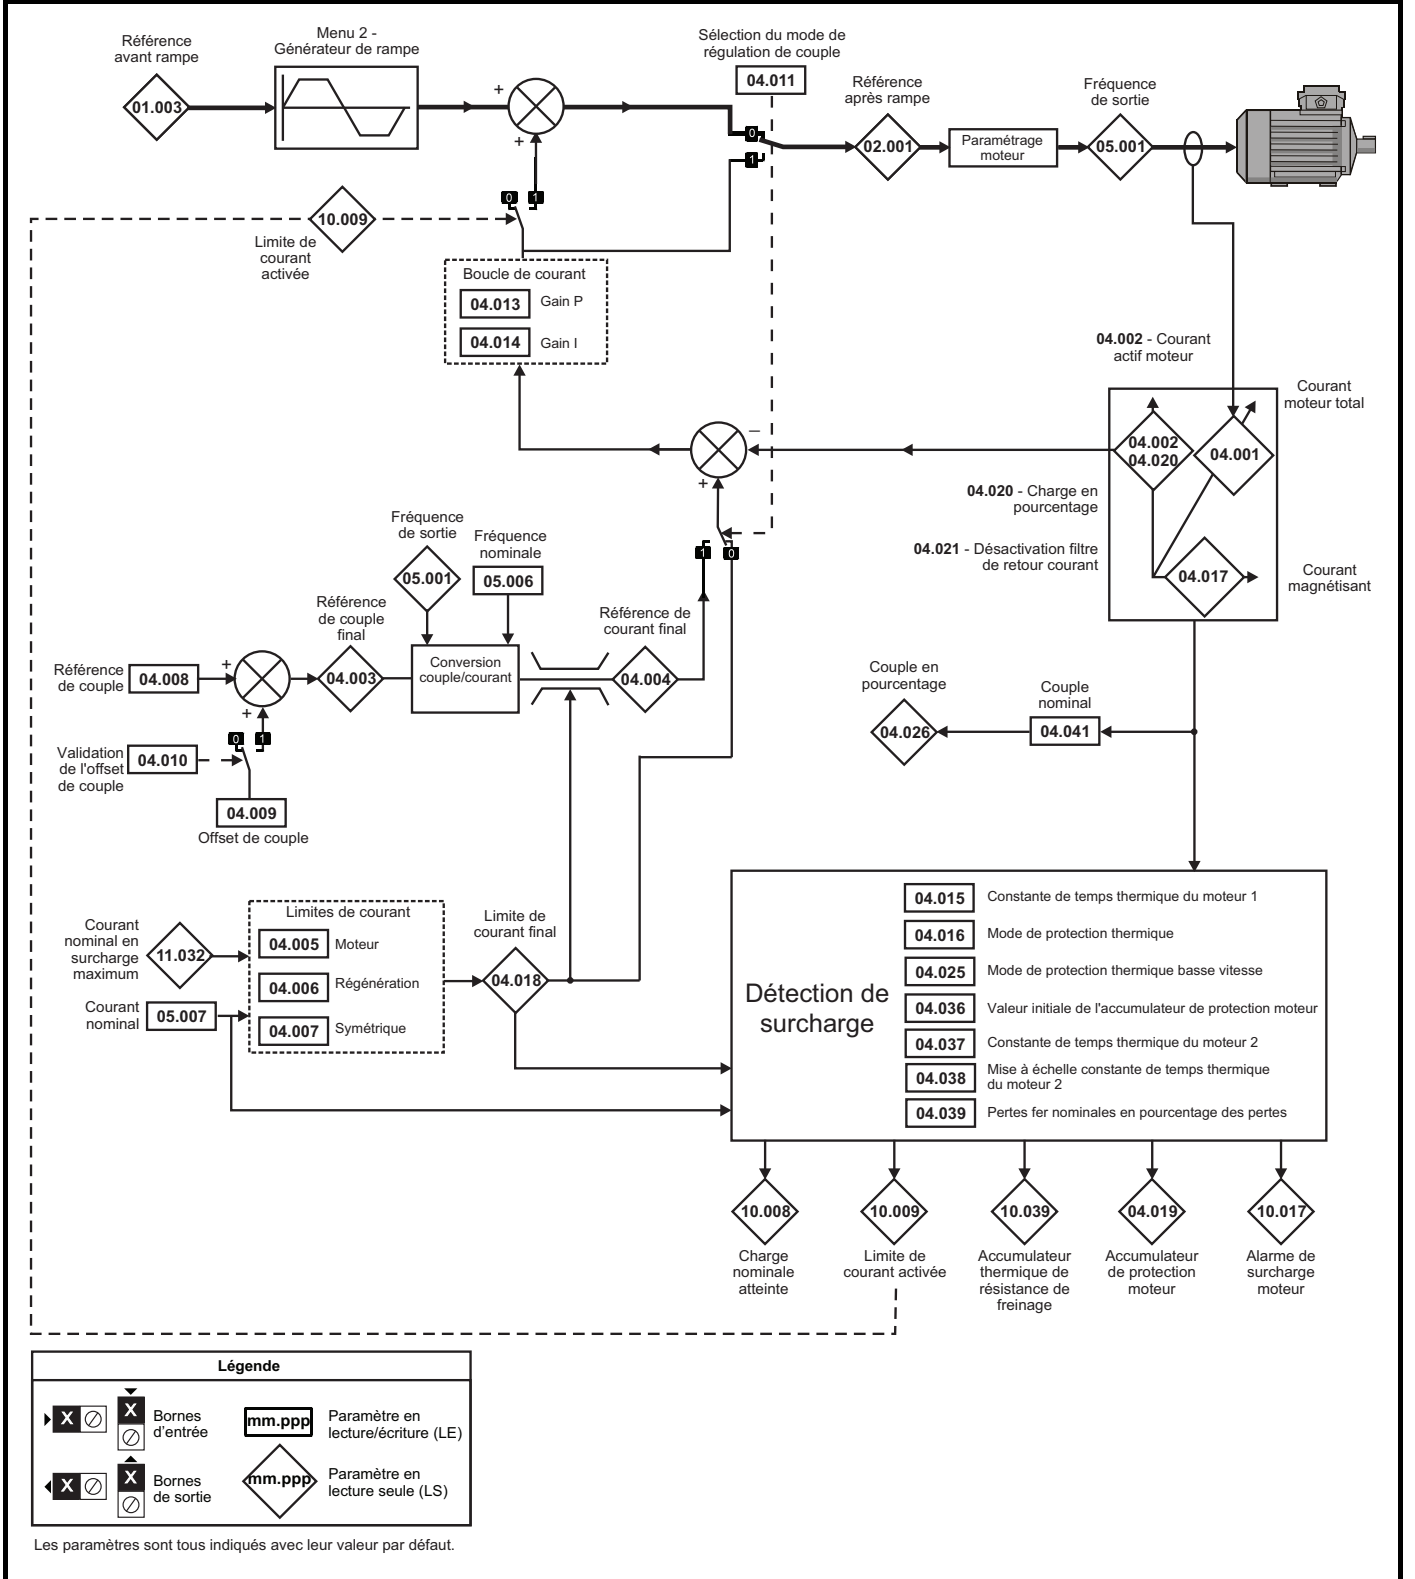 Référence
avant rampe
01.003
Menu 2 -
Générateur de rampe
+
+
Sélection du mode de
régulation de couple
04.011
0
1
Référence
après rampe
02.001
Paramétrage
moteur
Fréquence
de sortie
05.001
0
1
10.009
Limite de
courant
activée
Boucle de courant
04.013
Gain P
04.014
Gain I
04.002 - Courant
actif moteur
Courant
moteur total
04.002
04.020
04.001
–
+
04.020 - Charge en
pourcentage
04.021 - Désactivation filtre
de retour courant
04.017
Courant
magnétisant
1
0
Fréquence
de sortie
05.001
Fréquence
nominale
05.006
Référence
de couple
final
04.003
Conversion
couple/courant
Référence de
courant final
04.004
Référence
de couple
04.008
+
+
0
1
Validation
de l'offset
de couple
04.010
04.009
Offset de couple
Couple en
pourcentage
04.026
Couple
nominal
04.041
Courant
nominal en
surcharge
maximum
11.032
Courant
nominal
05.007
Limites de courant
04.005
Moteur
04.006
Régénération
04.007
Symétrique
Limite de
courant final
04.018
Détection de
surcharge
04.015
Constante de temps thermique du moteur 1
04.016
Mode de protection thermique
04.025
Mode de protection thermique basse vitesse
04.036
Valeur initiale de l'accumulateur de protection moteur
04.037
Constante de temps thermique du moteur 2
04.038
Mise à échelle constante de temps thermique
du moteur 2
04.039
Pertes fer nominales en pourcentage des pertes
10.008
10.009
10.039
04.019
10.017
Charge
nominale
atteinte
Limite de
courant activée
Accumulateur
thermique de
résistance de
freinage
Accumulateur
de protection
moteur
Alarme de
surcharge
moteur
Légende
X
X
Bornes
d'entrée
mm.ppp
Paramètre en
lecture/écriture (LE)
X
X
Bornes
de sortie
mm.ppp
Paramètre en
lecture seule (LS)
Les paramètres sont tous indiqués avec leur valeur par défaut.